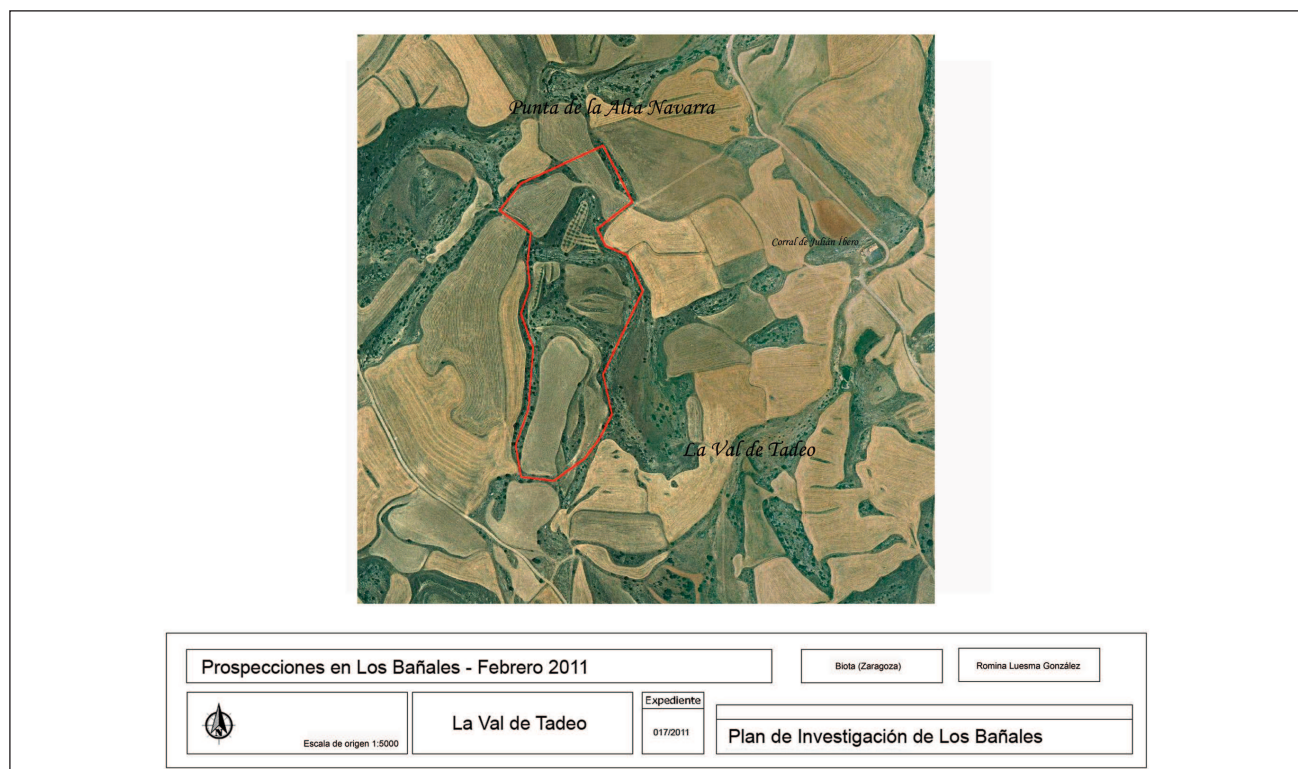 Punta de la Alta Navarra
Corral de Julián Íbero
La Val de Tadeo
Prospecciones en Los Bañales - Febrero 2011
Biota (Zaragoza)
Romina Luesma González
N
Escala de origen 1:5000
La Val de Tadeo
Expediente
017/2011
Plan de Investigación de Los Bañales